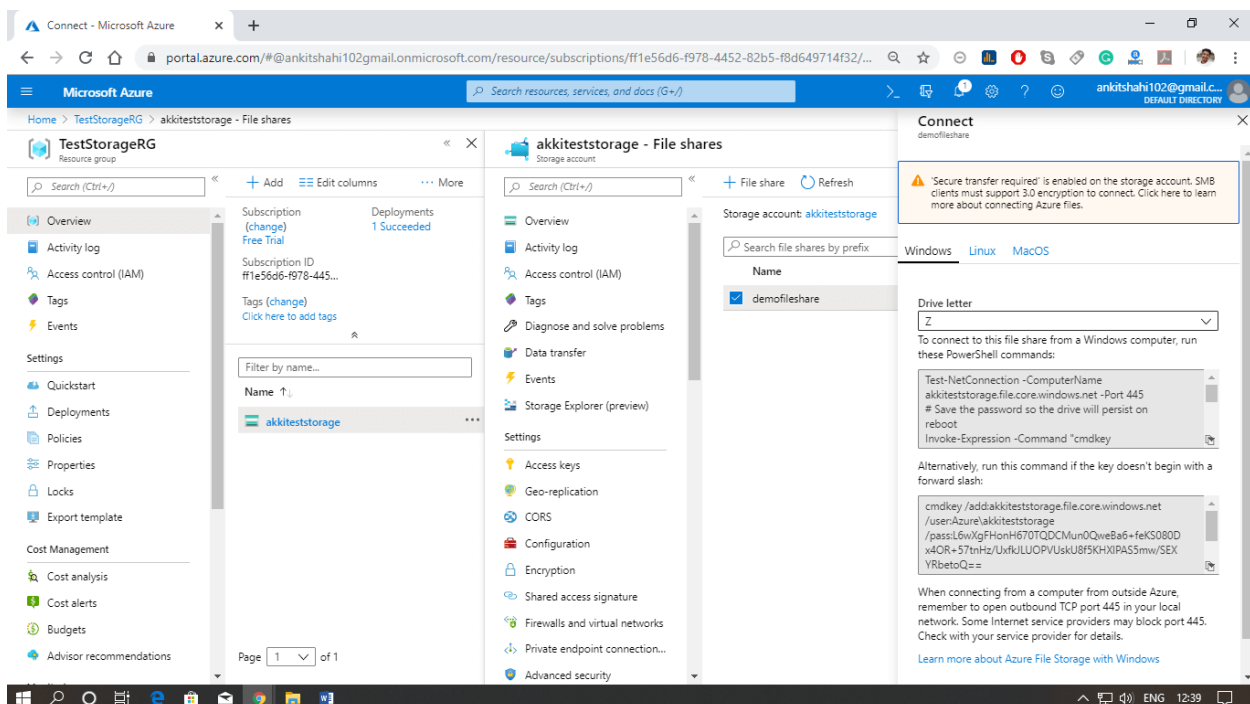 Connect - Microsoft Azure
portal.azure.com/#@ankitshahi102gmail.onmicrosoft.com/resource/subscriptions/ff1e56d6-f978-4452-82b5-f8d649714f32/...
Microsoft Azure
Search resources, services, and docs (G+/)
1
ankitshahi102@gmail.c...
DEFAULT DIRECTORY
Home > TestStorageRG > akkiteststorage - File shares
TestStorageRG
Resource group
Search (Ctrl+/)
Overview
Activity log
Access control (IAM)
Tags
Events
Settings
Quickstart
Deployments
Policies
Properties
Locks
Export template
Cost Management
Cost analysis
Cost alerts
Budgets
Advisor recommendations
Add Edit columns ... More
Subscription
(change)
Free Trial
Deployments
1 Succeeded
Subscription ID
ff1e56d6-f978-445...
Tags (change)
Click here to add tags
Filter by name...
Name
akkiteststorage
Page 1 of 1
akkiteststorage - File shares
Storage account
Search (Ctrl+/)
Overview
Activity log
Access control (IAM)
Tags
Diagnose and solve problems
Data transfer
Events
Storage Explorer (preview)
Settings
Access keys
Geo-replication
CORS
Configuration
Encryption
Shared access signature
Firewalls and virtual networks
Private endpoint connection...
Advanced security
File share Refresh
Storage account: akkiteststorage
Search file shares by prefix
Name
demofileshare
Connect
demofileshare
'Secure transfer required' is enabled on the storage account. SMB
clients must support 3.0 encryption to connect. Click here to learn
more about connecting Azure files.
Windows Linux MacOS
Drive letter
Z
To connect to this file share from a Windows computer, run
these PowerShell commands:
Test-NetConnection -ComputerName
akkiteststorage.file.core.windows.net -Port 445
# Save the password so the drive will persist on
reboot
Invoke-Expression -Command "cmdkey
Alternatively, run this command if the key doesn't begin with a
forward slash:
cmdkey /add:akkiteststorage.file.core.windows.net
/user:Azure\akkiteststorage
When connecting from a computer from outside Azure,
remember to open outbound TCP port 445 in your local
network. Some Internet service providers may block port 445.
Check with your service provider for details.
Learn more about Azure File Storage with Windows
ENG 12:39